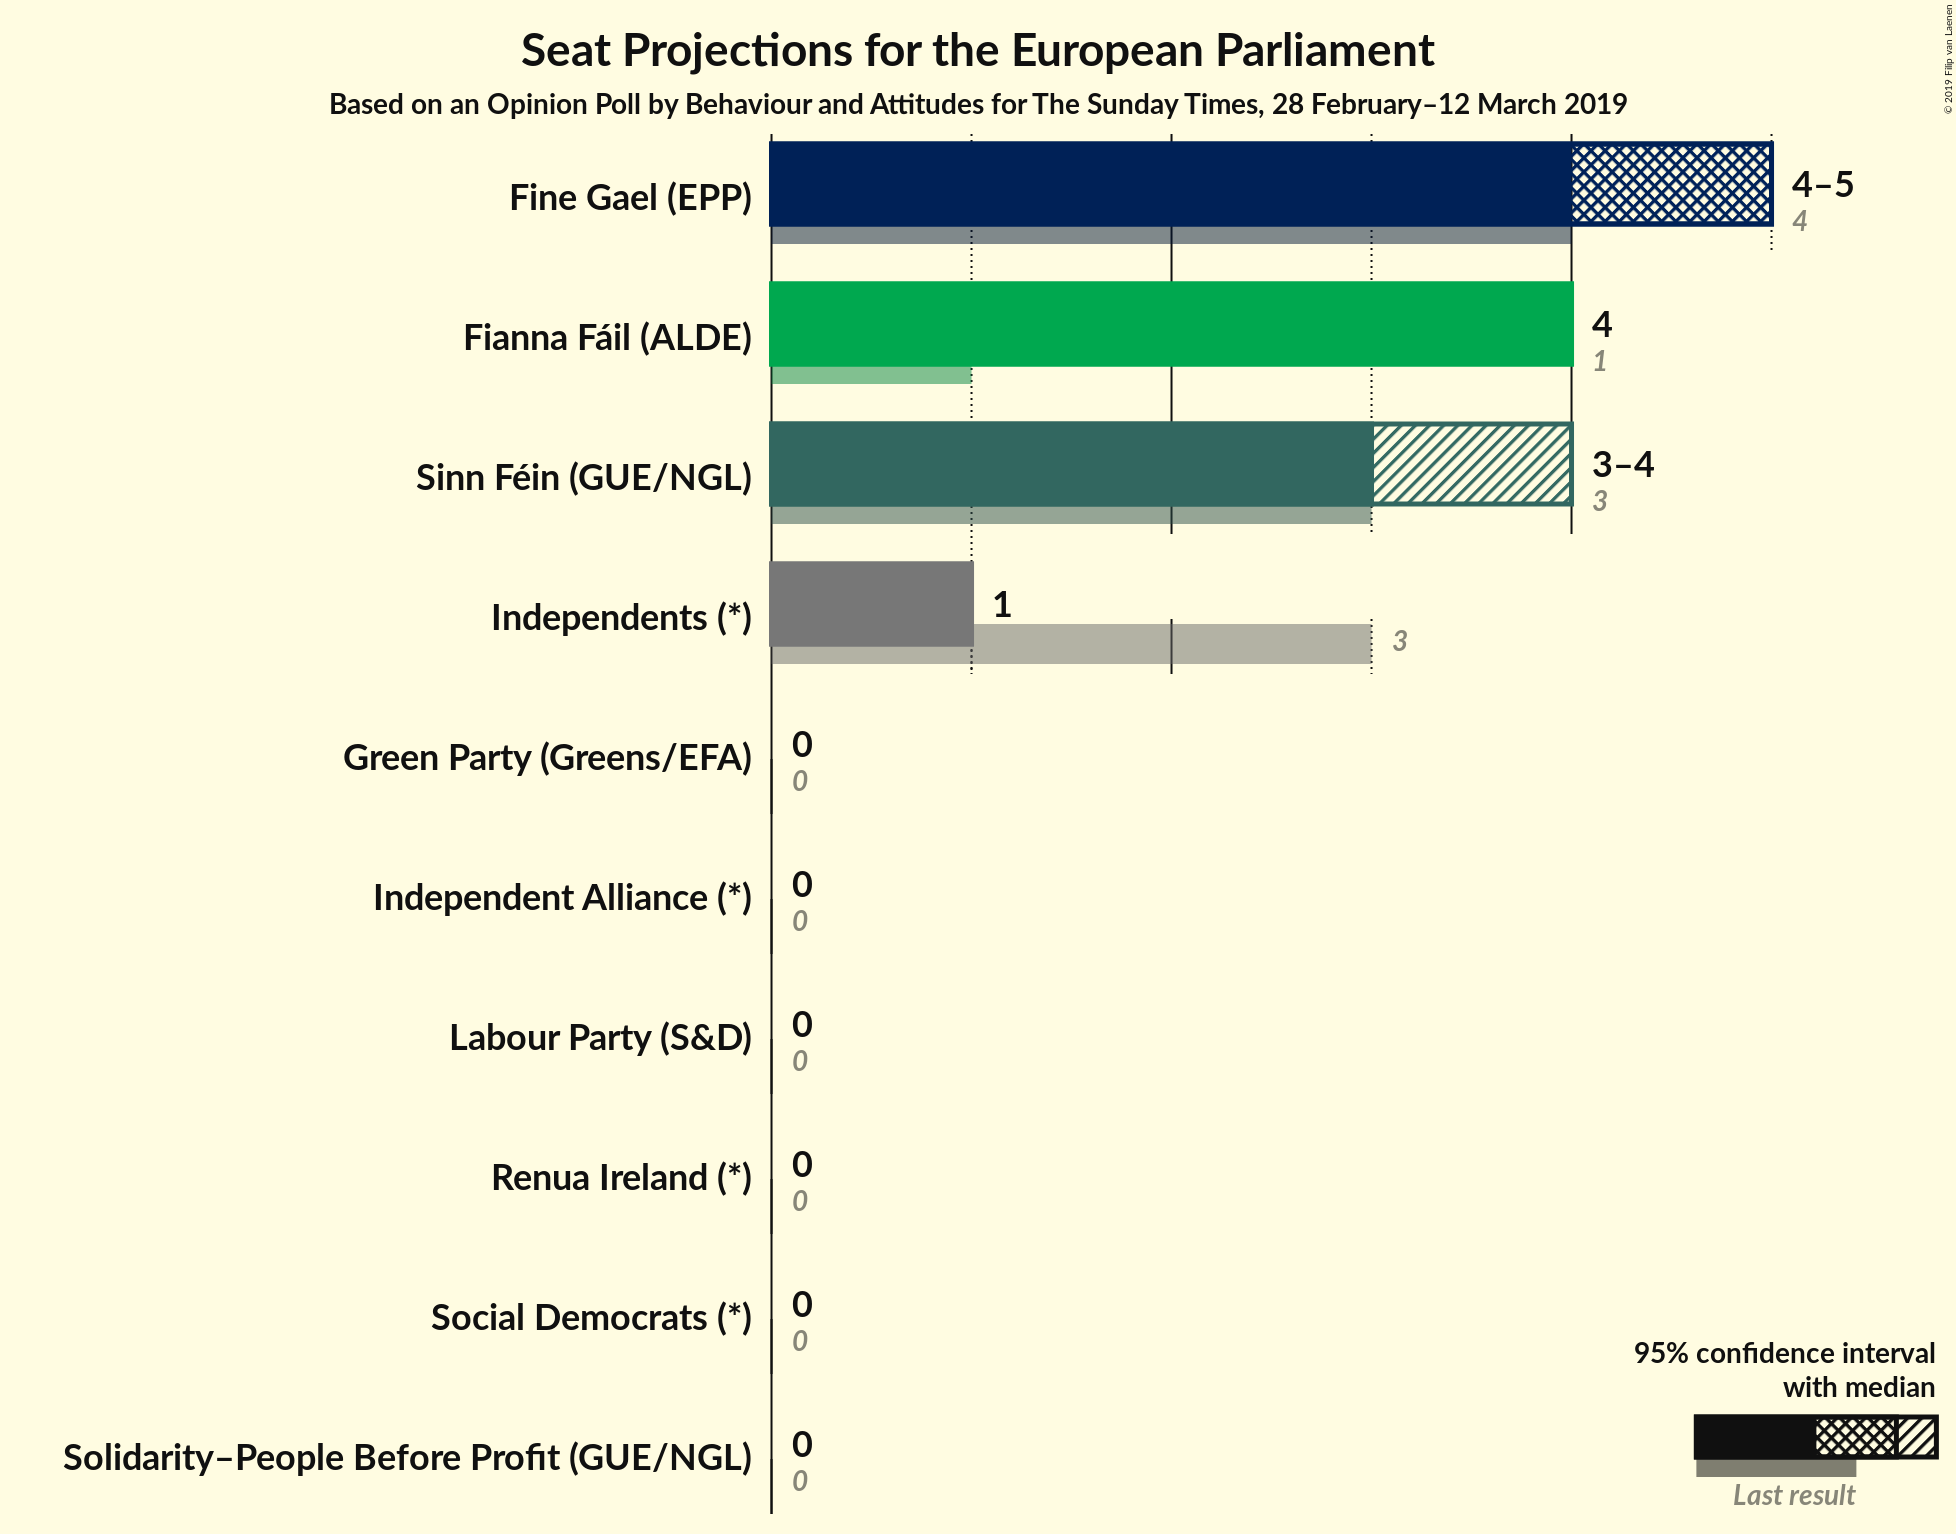 Seat Projections for the European Parliament
Based on an Opinion Poll by Behaviour and Attitudes for The Sunday Times, 28 February–12 March 2019
© 2019 Filip van Laenen
Fine Gael (EPP)
4–5
4
Fianna Fáil (ALDE)
4
1
Sinn Féin (GUE/NGL)
3–4
3
Independents (*)
1
3
Green Party (Greens/EFA)
0
0
Independent Alliance (*)
0
0
Labour Party (S&D)
0
0
Renua Ireland (*)
0
0
Social Democrats (*)
0
0
Solidarity–People Before Profit (GUE/NGL)
0
0
95% confidence interval
with median
Last result